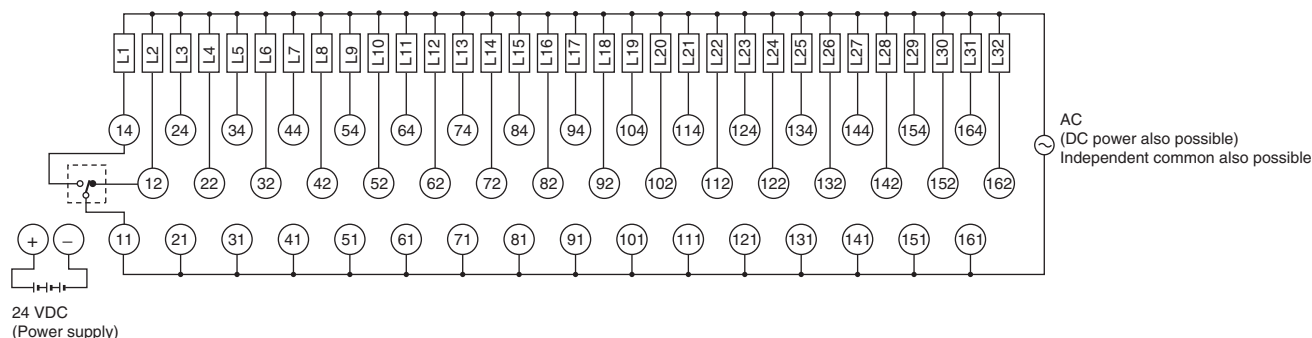 L1 L2 L3 L4 L5 L6 L7 L8 L9 L10 L11 L12 L13 L14 L15 L16 L17 L18 L19 L20 L21 L22 L23 L24 L25 L26 L27 L28 L29 L30 L31 L32
14 24 34 44 54 64 74 84 94 104 114 124 134 144 154 164
AC
(DC power also possible)
Independent common also possible
12 22 32 42 52 62 72 82 92 102 112 122 132 142 152 162
+ − 11 21 31 41 51 61 71 81 91 101 111 121 131 141 151 161
24 VDC
(Power supply)